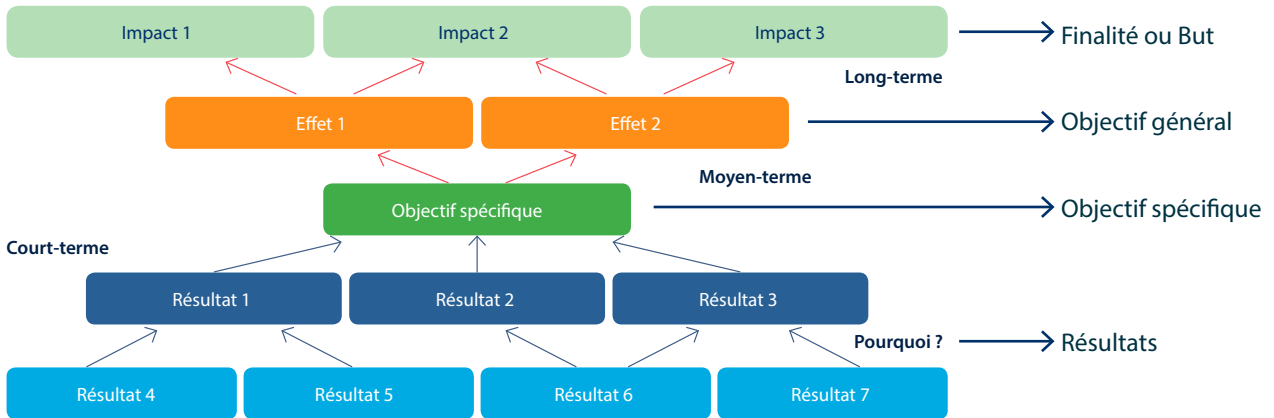 Impact 1
Impact 2
Impact 3
Finalité ou But
Long-terme
Effet 1
Effet 2
Objectif général
Moyen-terme
Objectif spécifique
Objectif spécifique
Court-terme
Résultat 1
Résultat 2
Résultat 3
Pourquoi ?
Résultats
Résultat 4
Résultat 5
Résultat 6
Résultat 7